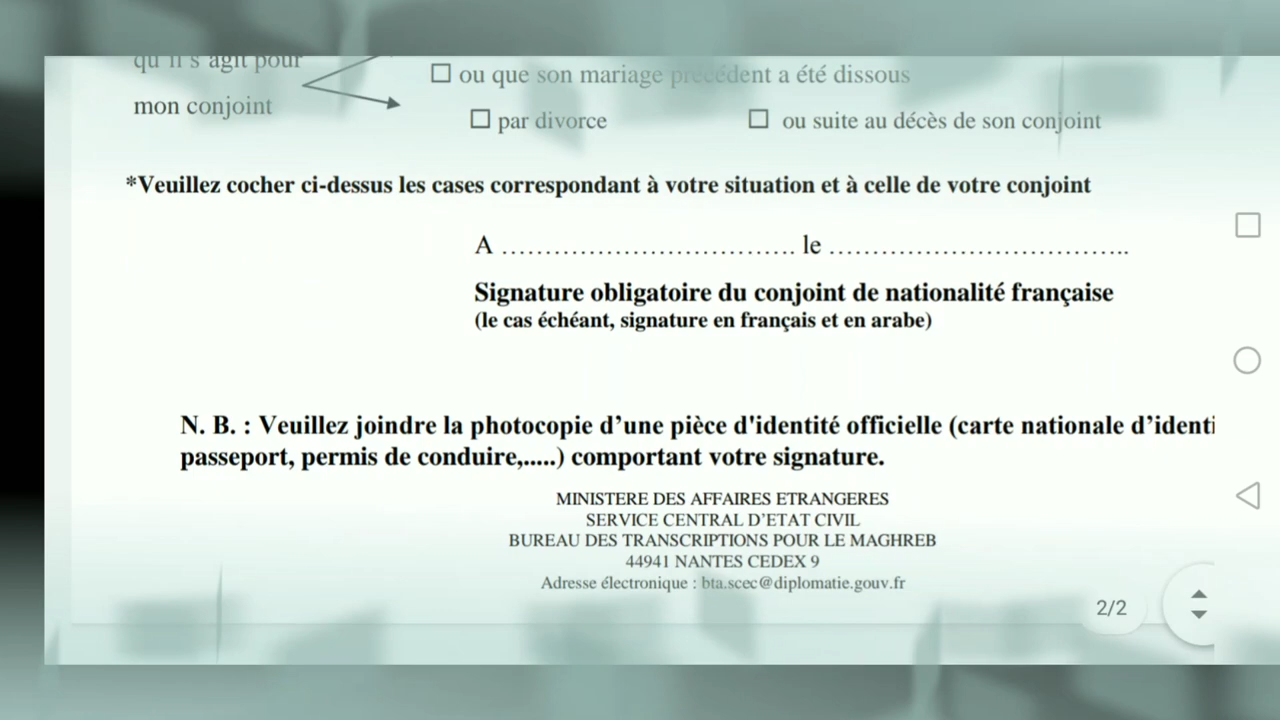 qu'il s'agit pour
☐ ou que son mariage précédent a été dissous
mon conjoint
☐ par divorce ☐ ou suite au décès de son conjoint
*Veuillez cocher ci-dessus les cases correspondant à votre situation et à celle de votre conjoint
A ................................. le ...................................
Signature obligatoire du conjoint de nationalité française
(le cas échéant, signature en français et en arabe)
N. B. : Veuillez joindre la photocopie d’une pièce d'identité officielle (carte nationale d’identi
passeport, permis de conduire,.....) comportant votre signature.
MINISTERE DES AFFAIRES ETRANGERES
SERVICE CENTRAL D’ETAT CIVIL
BUREAU DES TRANSCRIPTIONS POUR LE MAGHREB
44941 NANTES CEDEX 9
Adresse électronique : bta.scec@diplomatie.gouv.fr
2/2